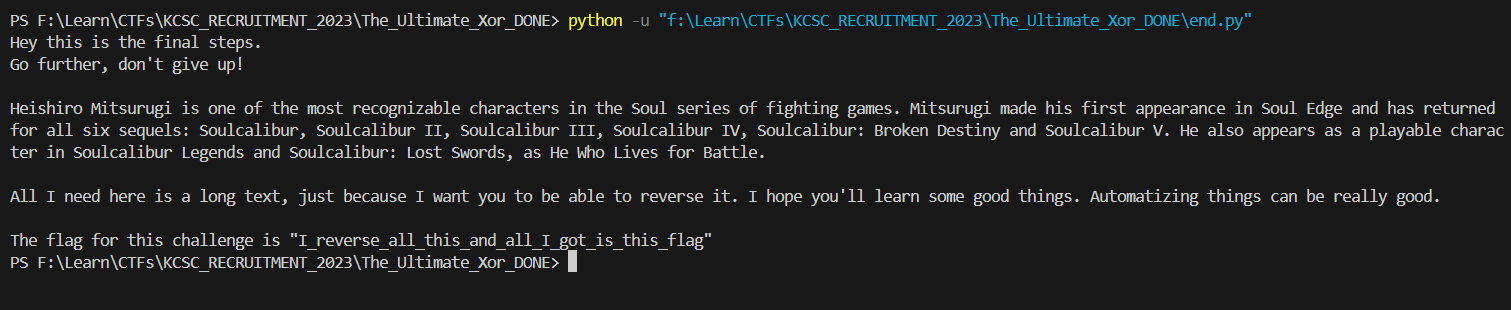 PS F:\Learn\CTFs\KCSC_RECRUITMENT_2023\The_Ultimate_Xor_DONE> python -u "f:\Learn\CTFs\KCSC_RECRUITMENT_2023\The_Ultimate_Xor_DONE\end.py"
Hey this is the final steps.
Go further, don't give up!
Heishiro Mitsurugi is one of the most recognizable characters in the Soul series of fighting games. Mitsurugi made his first appearance in Soul Edge and has returned
for all six sequels: Soulcalibur, Soulcalibur II, Soulcalibur III, Soulcalibur IV, Soulcalibur: Broken Destiny and Soulcalibur V. He also appears as a playable charac
ter in Soulcalibur Legends and Soulcalibur: Lost Swords, as He Who Lives for Battle.
All I need here is a long text, just because I want you to be able to reverse it. I hope you'll learn some good things. Automatizing things can be really good.
The flag for this challenge is "I_reverse_all_this_and_all_I_got_is_this_flag"
PS F:\Learn\CTFs\KCSC_RECRUITMENT_2023\The_Ultimate_Xor_DONE>